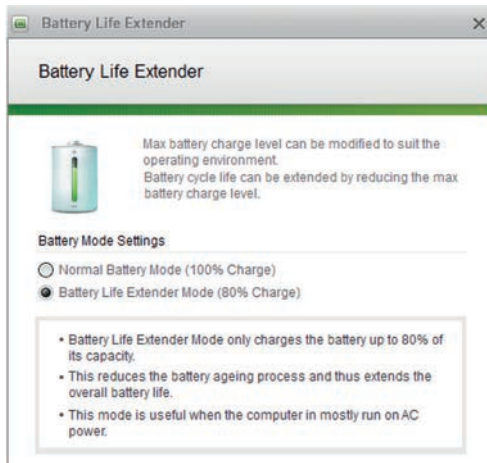 Battery Life Extender
Battery Life Extender
Max battery charge level can be modified to suit the
operating environment.
Battery cycle life can be extended by reducing the max
battery charge level.
Battery Mode Settings
Normal Battery Mode (100% Charge)
Battery Life Extender Mode (80% Charge)
• Battery Life Extender Mode only charges the battery up to 80% of
its capacity.
• This reduces the battery ageing process and thus extends the
overall battery life.
• This mode is useful when the computer in mostly run on AC
power.